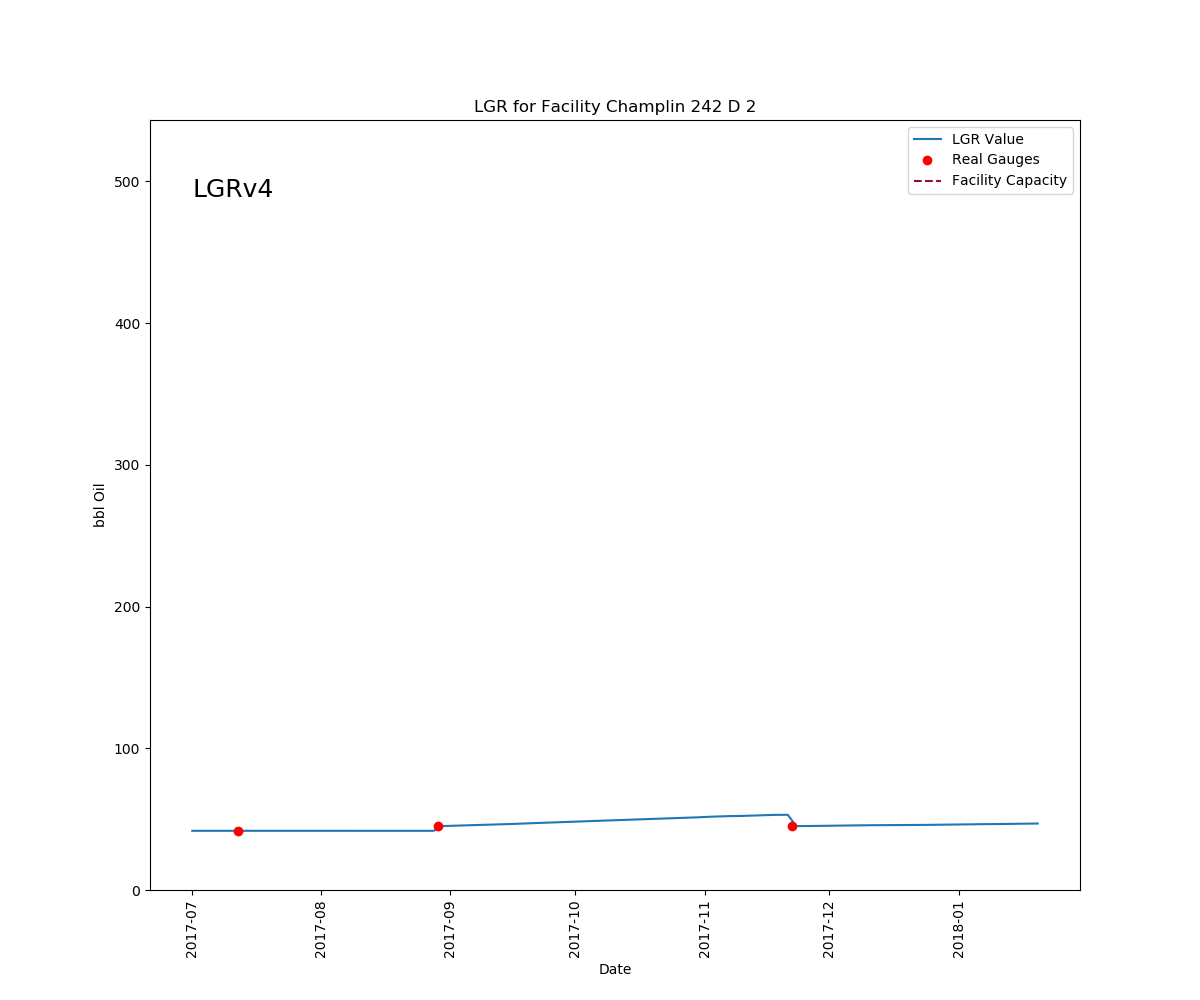 LGR for Facility Champlin 242 D 2
LGR Value
Real Gauges
Facility Capacity
LGRv4
500
400
300
200
100
0
bbl Oil
2017-07
2017-08
2017-09
2017-10
2017-11
2017-12
2018-01
Date